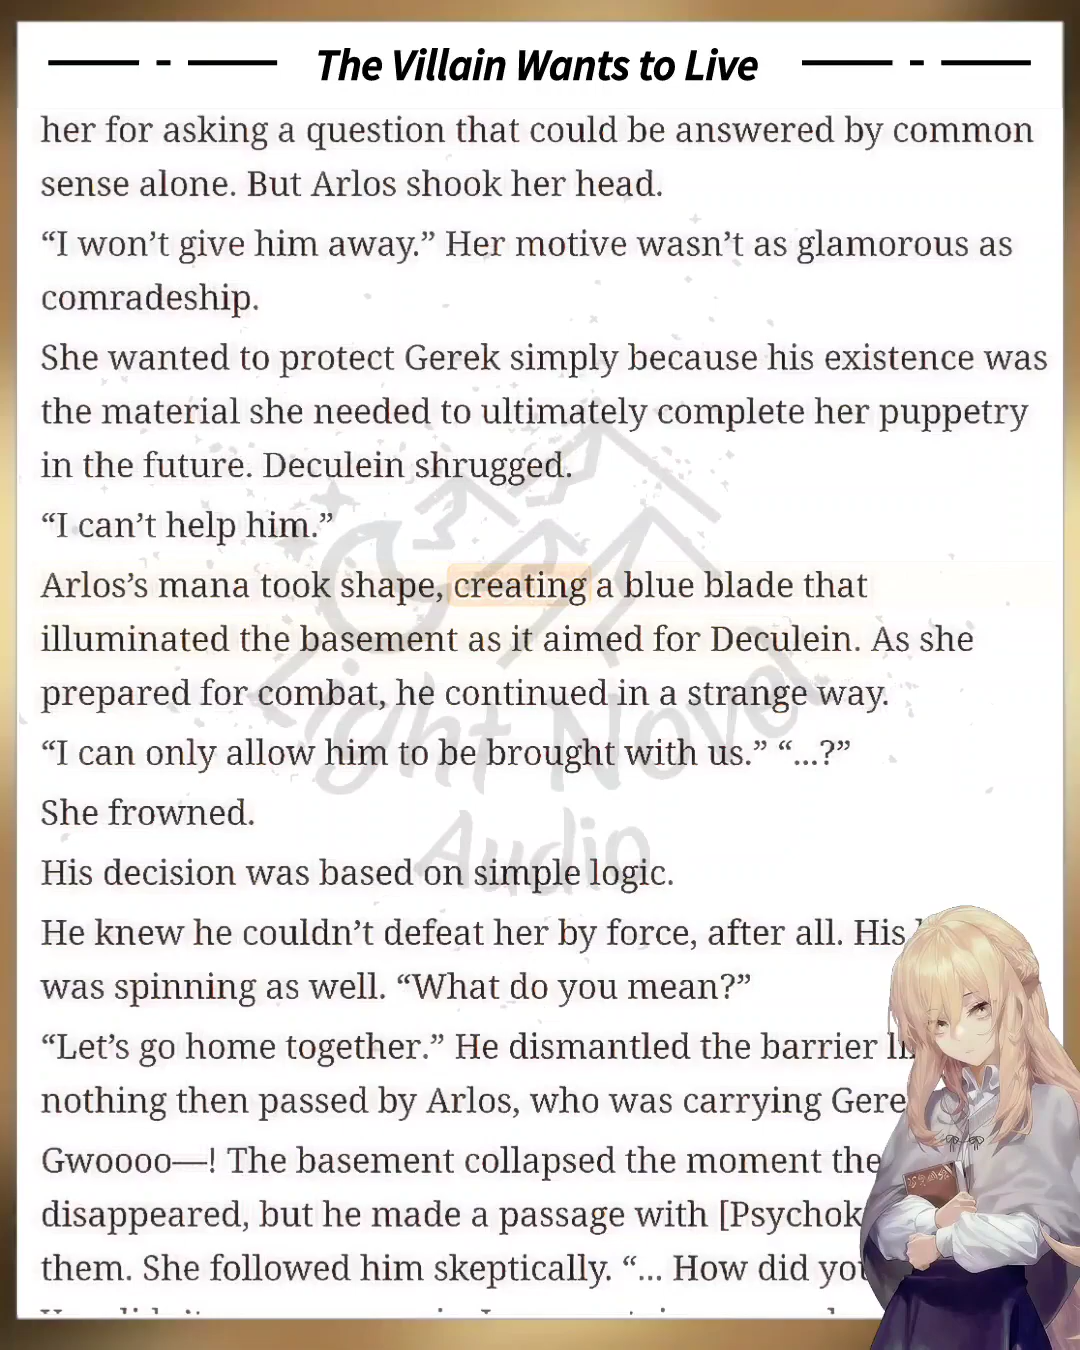 The Villain Wants to Live
her for asking a question that could be answered by common
sense alone. But Arlos shook her head.
“I won’t give him away.” Her motive wasn’t as glamorous as
comradeship.
She wanted to protect Gerek simply because his existence was
the material she needed to ultimately complete her puppetry
in the future. Deculein shrugged.
“I can’t help him.”
Arlos’s mana took shape, creating a blue blade that
illuminated the basement as it aimed for Deculein. As she
prepared for combat, he continued in a strange way.
“I can only allow him to be brought with us.” “...?”
She frowned.
His decision was based on simple logic.
He knew he couldn’t defeat her by force, after all. His
was spinning as well. “What do you mean?”
“Let’s go home together.” He dismantled the barrier
nothing then passed by Arlos, who was carrying Gere
Gwoooo—! The basement collapsed the moment the
disappeared, but he made a passage with [Psychok
them. She followed him skeptically. “... How did you
Light Novel
Audio